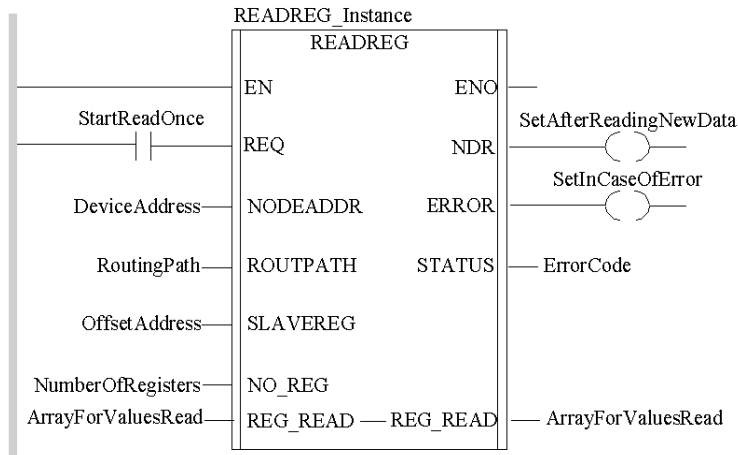 READREG_Instance
READREG
EN ENO
StartReadOnce SetAfterReadingNewData
REQ NDR
SetInCaseOfError
DeviceAddress NODEADDR ERROR
RoutingPath ROUTPATH STATUS ErrorCode
OffsetAddress SLAVEREG
NumberOfRegisters NO_REG
ArrayForValuesRead REG_READ REG_READ ArrayForValuesRead